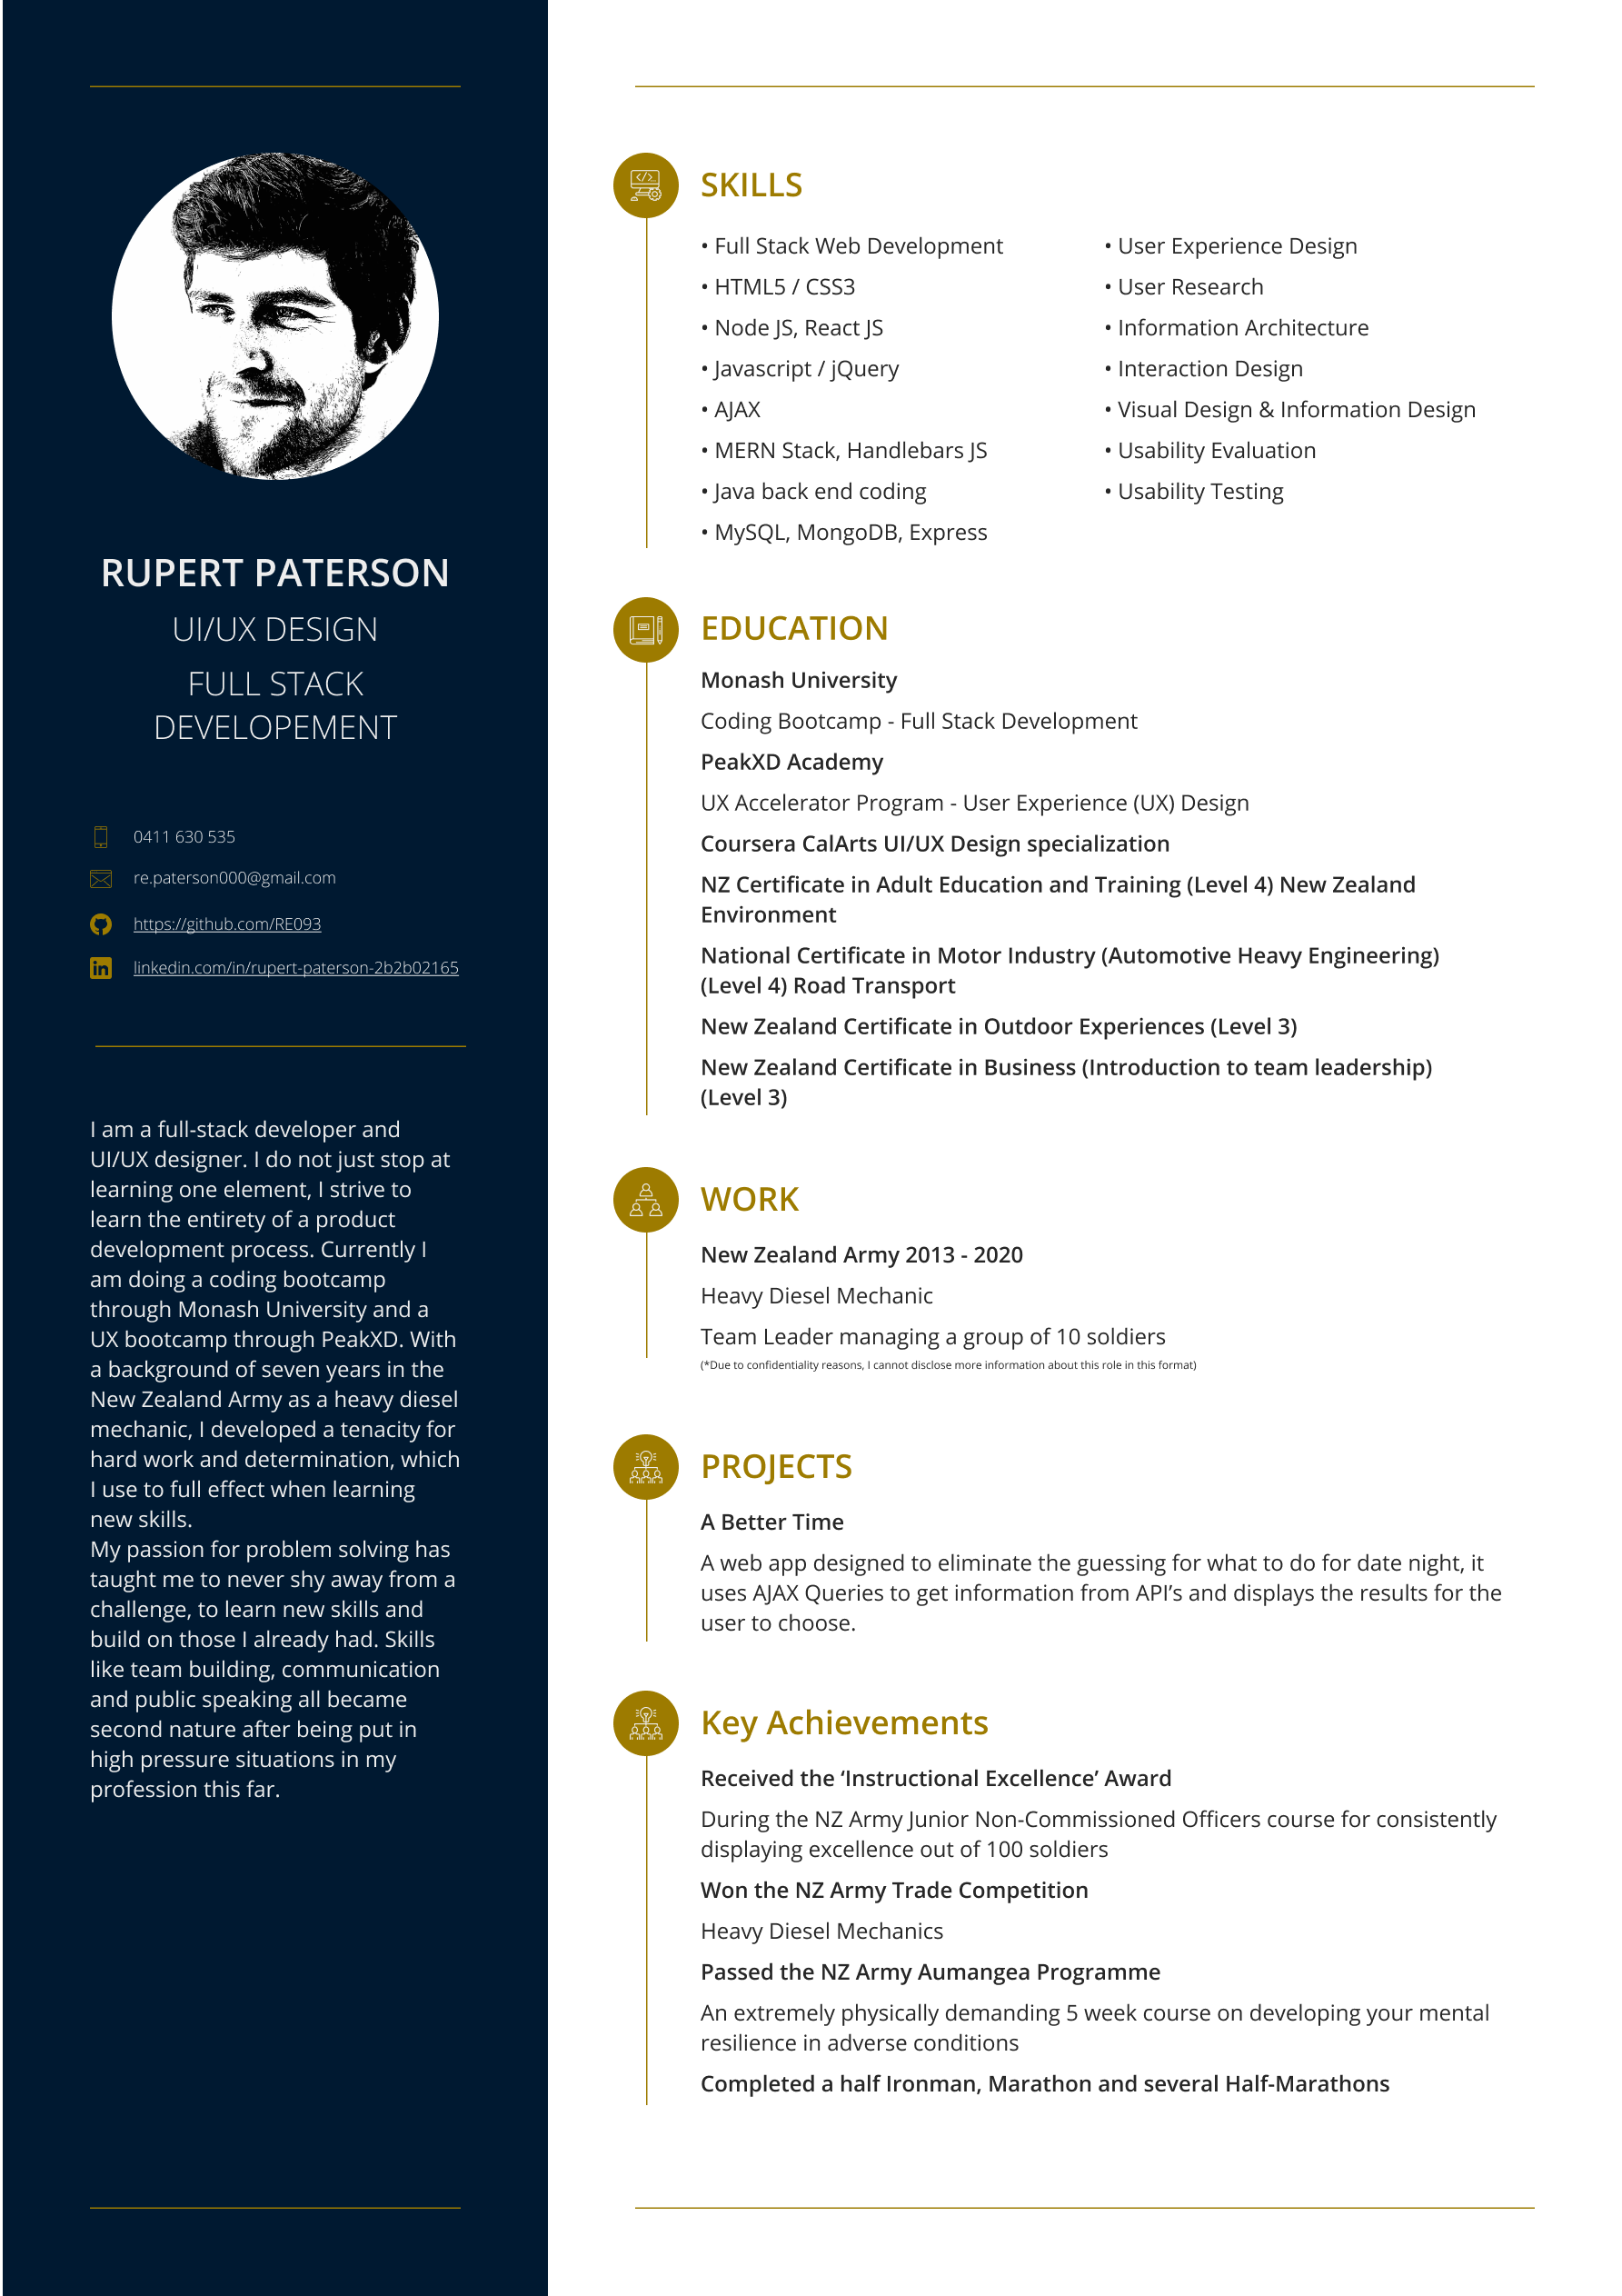 RUPERT PATERSON
UI/UX DESIGN
FULL STACK
DEVELOPEMENT
0411 630 535
re.paterson000@gmail.com
https://github.com/RE093
linkedin.com/in/rupert-paterson-2b2b02165
I am a full-stack developer and
UI/UX designer. I do not just stop at
learning one element, I strive to
learn the entirety of a product
development process. Currently I
am doing a coding bootcamp
through Monash University and a
UX bootcamp through PeakXD. With
a background of seven years in the
New Zealand Army as a heavy diesel
mechanic, I developed a tenacity for
hard work and determination, which
I use to full effect when learning
new skills.
My passion for problem solving has
taught me to never shy away from a
challenge, to learn new skills and
build on those I already had. Skills
like team building, communication
and public speaking all became
second nature after being put in
high pressure situations in my
profession this far.
SKILLS
• Full Stack Web Development
• HTML5 / CSS3
• Node JS, React JS
• Javascript / jQuery
• AJAX
• MERN Stack, Handlebars JS
• Java back end coding
• MySQL, MongoDB, Express
• User Experience Design
• User Research
• Information Architecture
• Interaction Design
• Visual Design & Information Design
• Usability Evaluation
• Usability Testing
EDUCATION
Monash University
Coding Bootcamp - Full Stack Development
PeakXD Academy
UX Accelerator Program - User Experience (UX) Design
Coursera CalArts UI/UX Design specialization
NZ Certificate in Adult Education and Training (Level 4) New Zealand
Environment
National Certificate in Motor Industry (Automotive Heavy Engineering)
(Level 4) Road Transport
New Zealand Certificate in Outdoor Experiences (Level 3)
New Zealand Certificate in Business (Introduction to team leadership)
(Level 3)
WORK
New Zealand Army 2013 - 2020
Heavy Diesel Mechanic
Team Leader managing a group of 10 soldiers
(*Due to confidentiality reasons, I cannot disclose more information about this role in this format)
PROJECTS
A Better Time
A web app designed to eliminate the guessing for what to do for date night, it
uses AJAX Queries to get information from API’s and displays the results for the
user to choose.
Key Achievements
Received the ‘Instructional Excellence’ Award
During the NZ Army Junior Non-Commissioned Officers course for consistently
displaying excellence out of 100 soldiers
Won the NZ Army Trade Competition
Heavy Diesel Mechanics
Passed the NZ Army Aumangea Programme
An extremely physically demanding 5 week course on developing your mental
resilience in adverse conditions
Completed a half Ironman, Marathon and several Half-Marathons